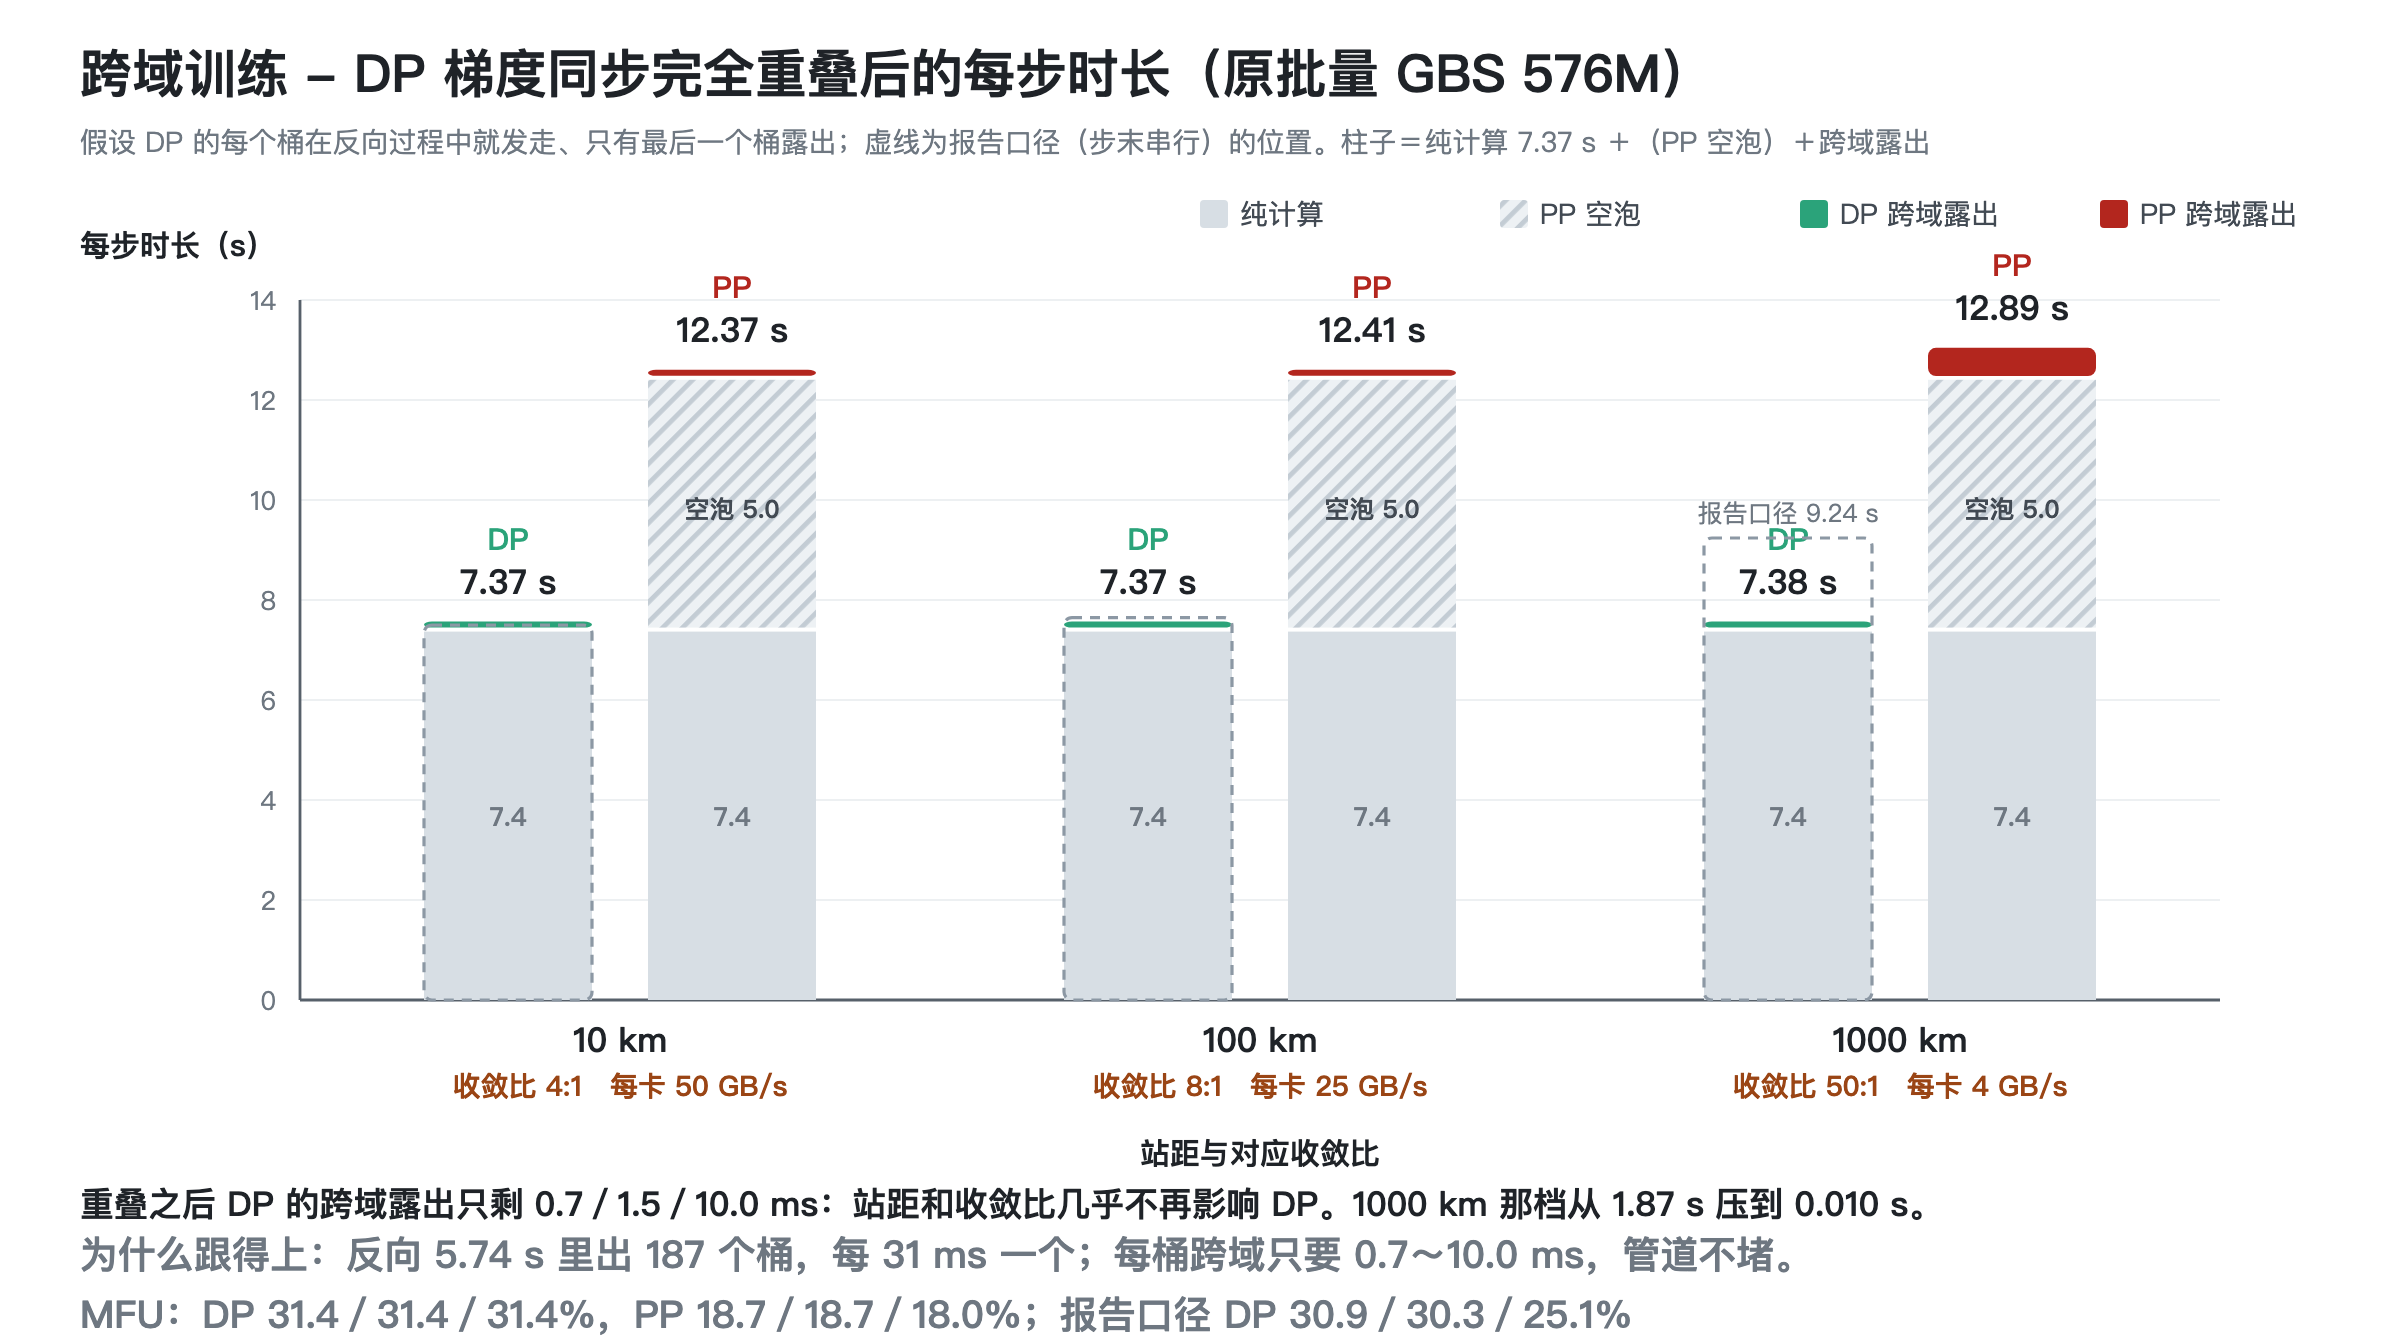 跨域训练 – DP 梯度同步完全重叠后的每步时长（原批量 GBS 576M）
假设 DP 的每个桶在反向过程中就发走、只有最后一个桶露出；虚线为报告口径（步末串行）的位置。柱子＝纯计算 7.37 s ＋（PP 空泡）＋跨域露出
纯计算 PP 空泡 DP 跨域露出 PP 跨域露出
每步时长（s）
14
12
10
8
6
4
2
0
DP
7.37 s
7.4
PP
12.37 s
空泡 5.0
7.4
DP
7.37 s
7.4
PP
12.41 s
空泡 5.0
7.4
报告口径 9.24 s
DP
7.38 s
7.4
PP
12.89 s
空泡 5.0
7.4
10 km
收敛比 4:1 每卡 50 GB/s
100 km
收敛比 8:1 每卡 25 GB/s
1000 km
收敛比 50:1 每卡 4 GB/s
站距与对应收敛比
重叠之后 DP 的跨域露出只剩 0.7 / 1.5 / 10.0 ms：站距和收敛比几乎不再影响 DP。1000 km 那档从 1.87 s 压到 0.010 s。
为什么跟得上：反向 5.74 s 里出 187 个桶，每 31 ms 一个；每桶跨域只要 0.7～10.0 ms，管道不堵。
MFU：DP 31.4 / 31.4 / 31.4%，PP 18.7 / 18.7 / 18.0%；报告口径 DP 30.9 / 30.3 / 25.1%